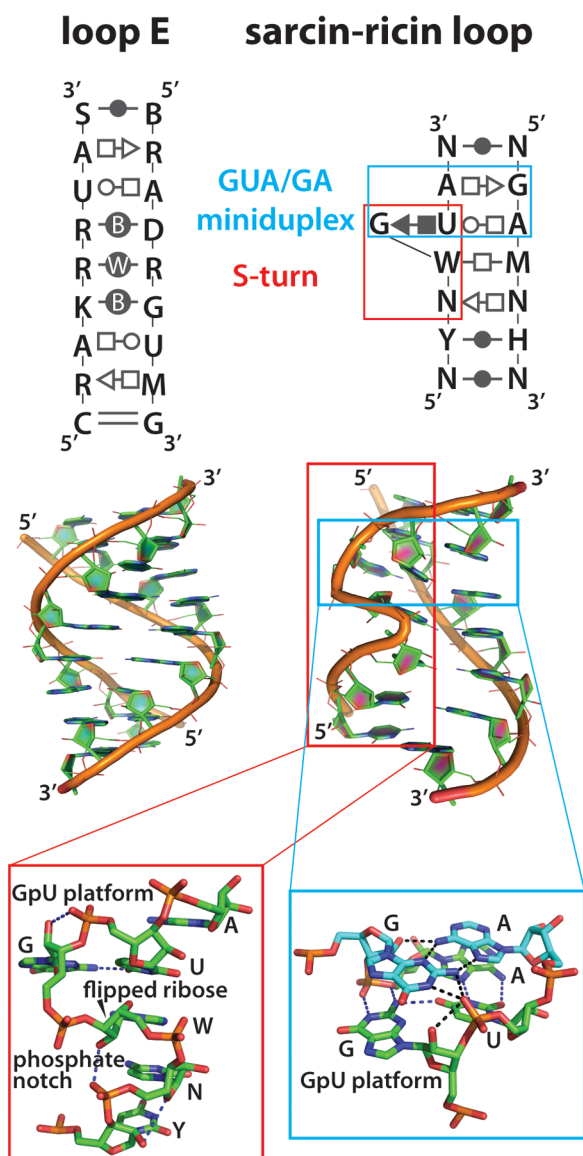 loop E
sarcin-ricin loop
3′ 5′
S B
A R
U A
R B D
R W R
K B G
A U
R M
C G
5′ 3′
3′ 5′
N N
A G
G U A
W M
N N
Y H
N N
5′ 3′
GUA/GA
miniduplex
S-turn
3′
5′
5′
3′
5′
3′
5′
3′
GpU platform
A
G
U
flipped ribose
W
phosphate
notch
N
Y
G
A
A
G
U
GpU platform